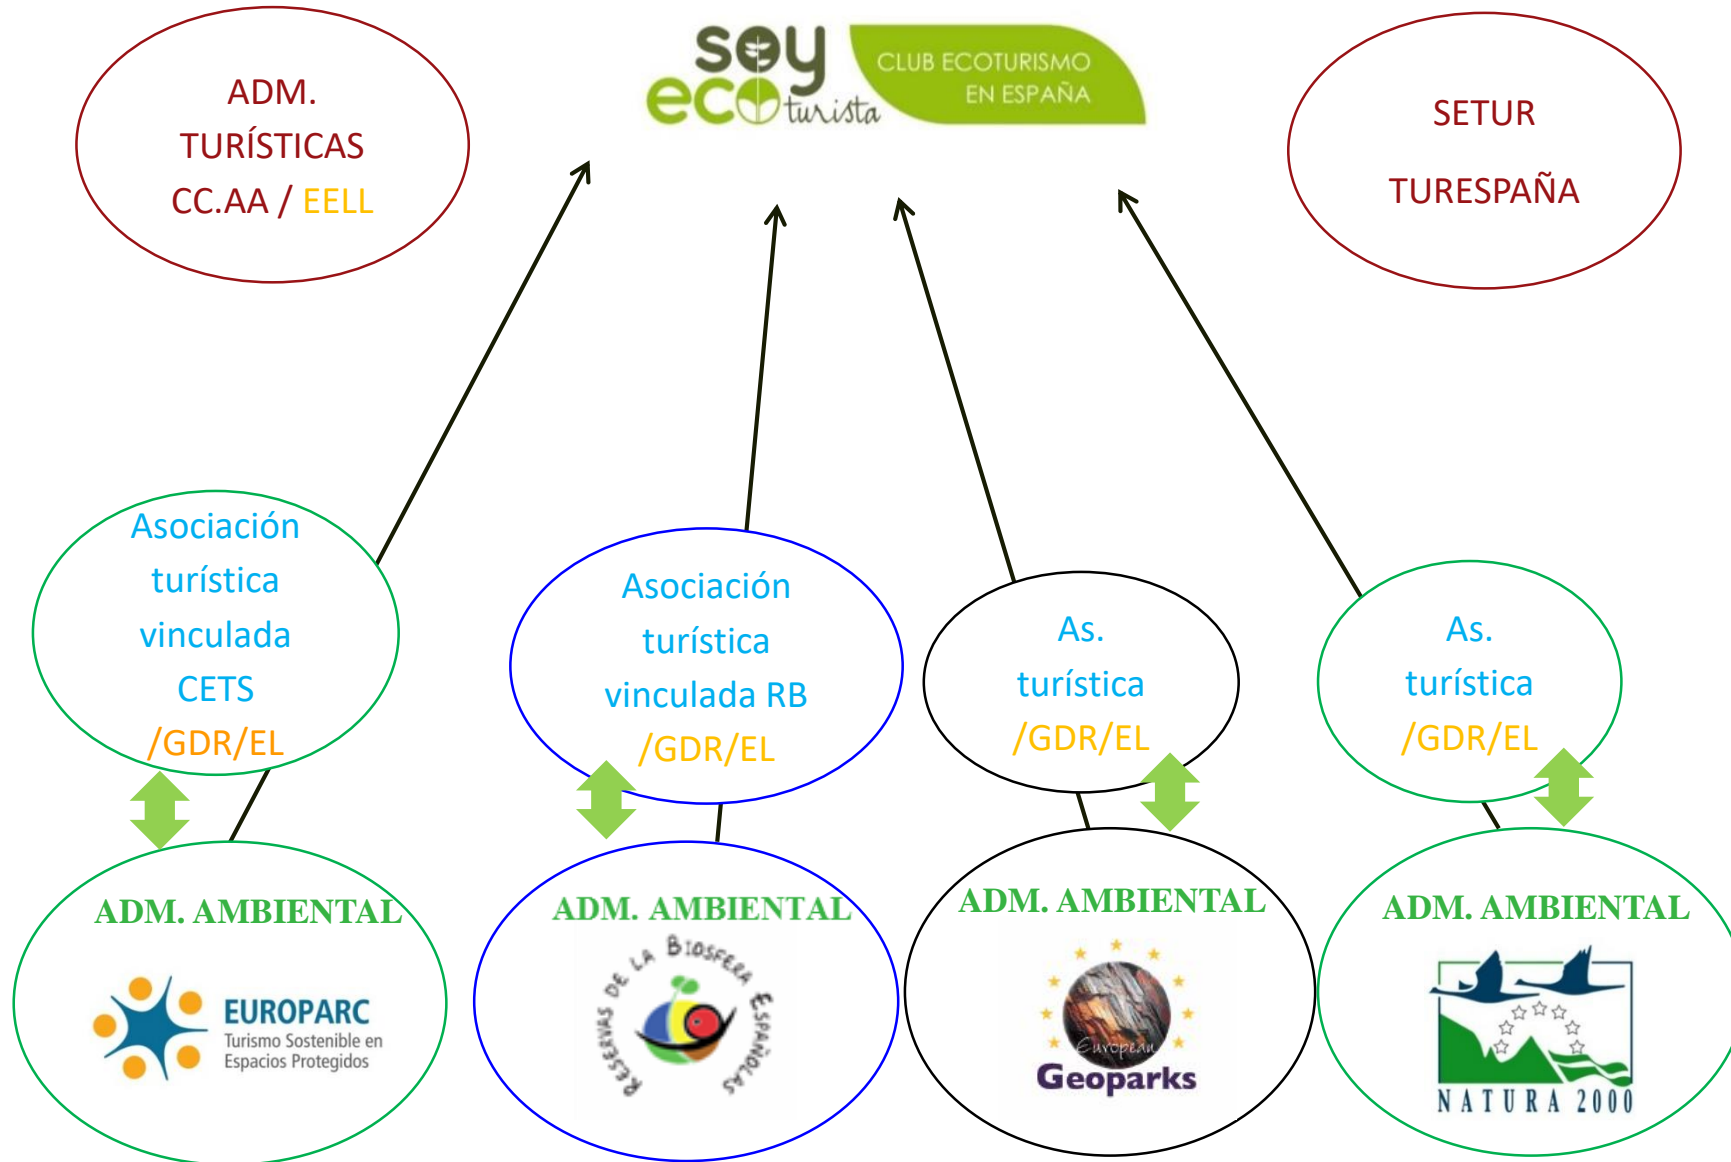 ADM.
TURÍSTICAS
CC.AA / EELL
soy
eco turista
CLUB ECOTURISMO
EN ESPAÑA
SETUR
TURESPAÑA
Asociación
turística
vinculada
CETS
/GDR/EL
Asociación
turística
vinculada RB
/GDR/EL
As.
turística
/GDR/EL
As.
turística
/GDR/EL
ADM. AMBIENTAL
EUROPARC
Turismo Sostenible en
Espacios Protegidos
ADM. AMBIENTAL
RESERVAS DE LA BIOSFERA ESPAÑOLAS
ADM. AMBIENTAL
European
Geoparks
ADM. AMBIENTAL
NATURA 2000